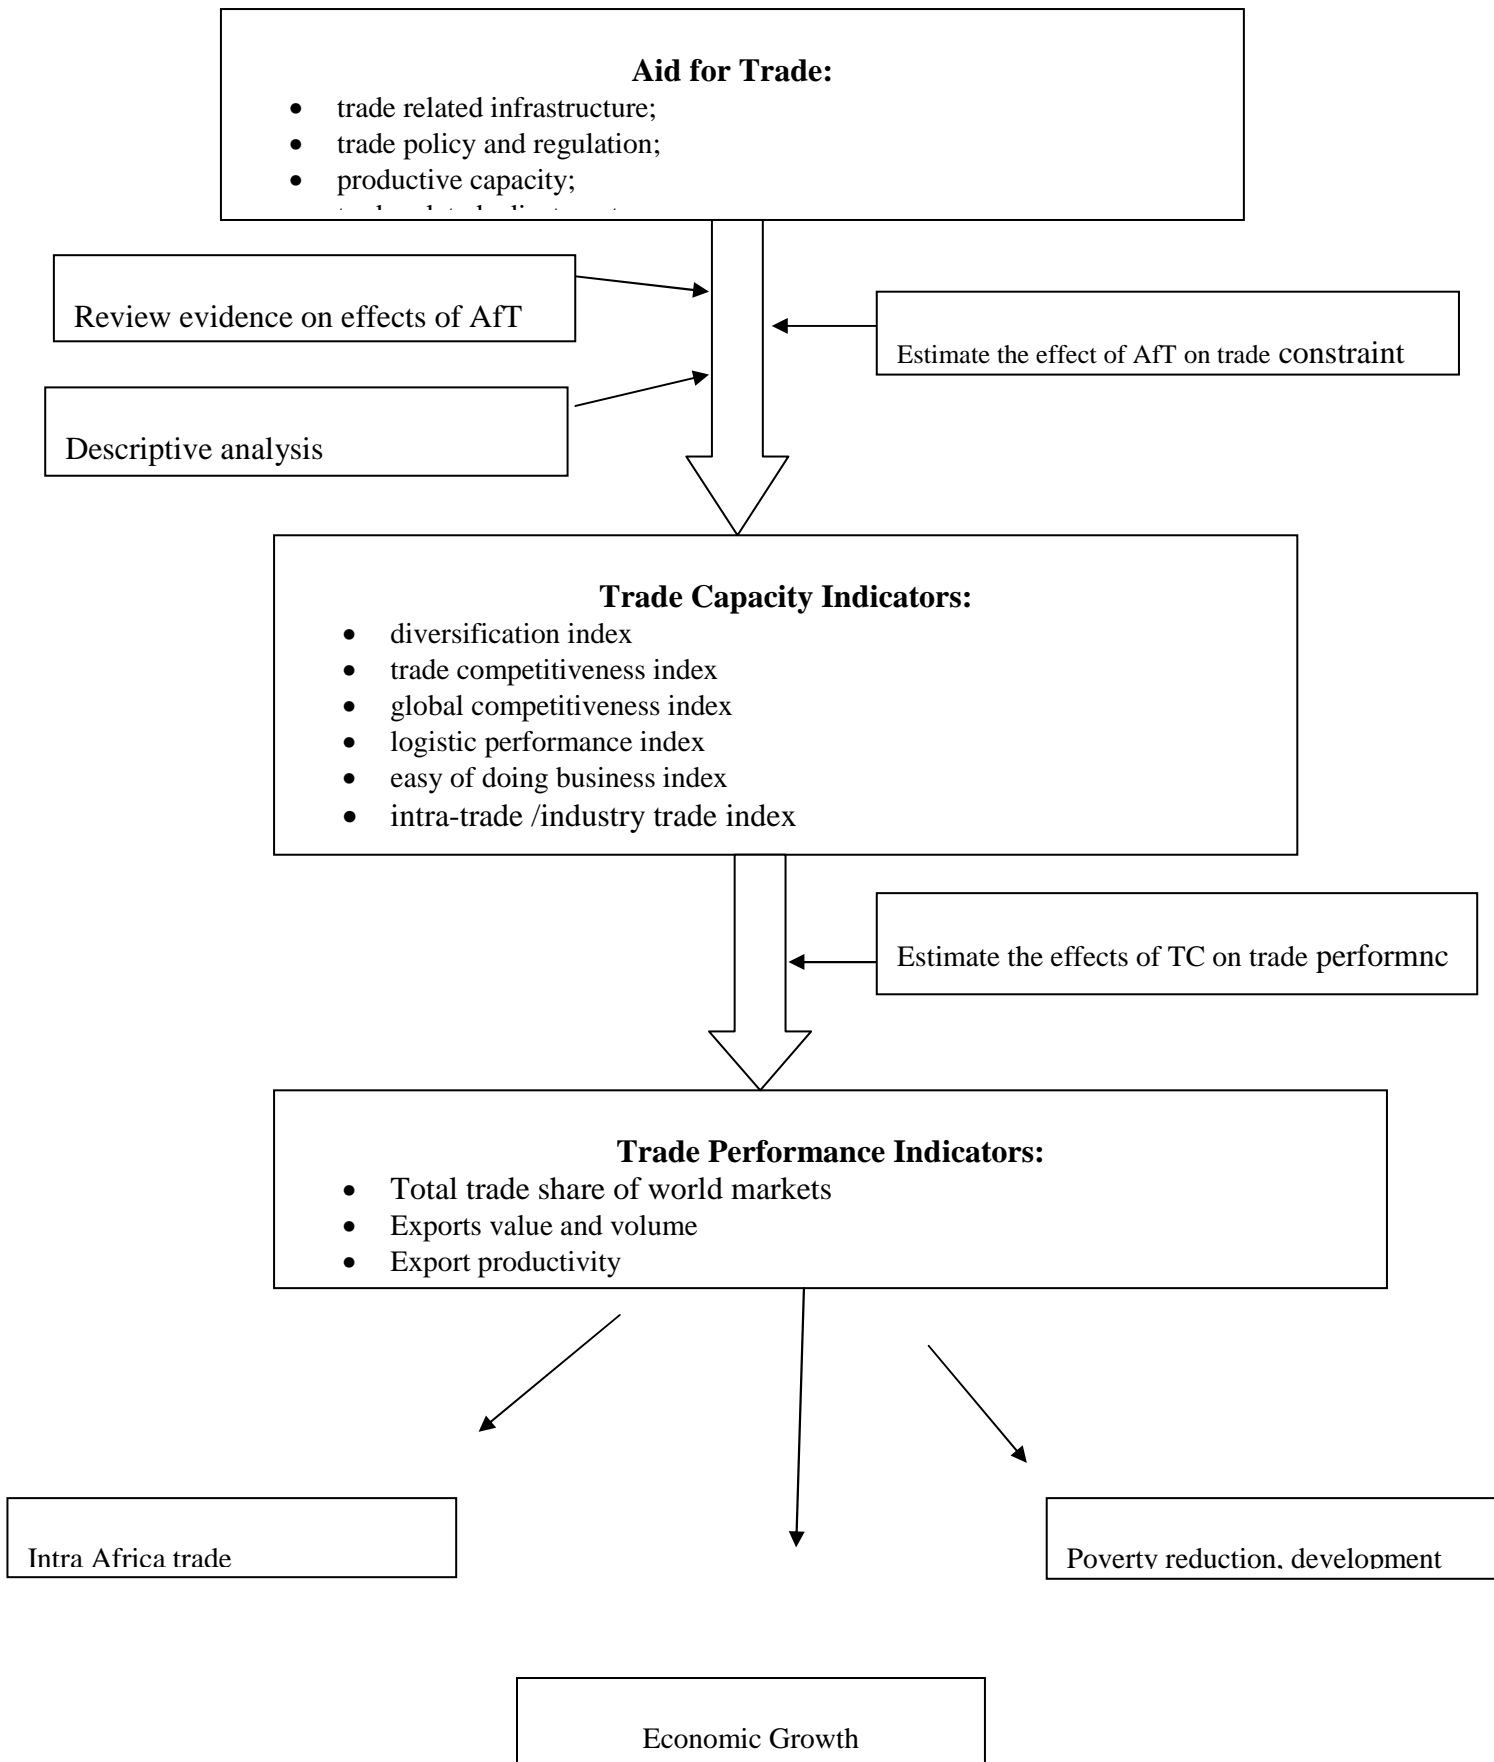 Aid for Trade:
• trade related infrastructure;
• trade policy and regulation;
• productive capacity;
Review evidence on effects of AfT
Estimate the effect of AfT on trade constraint
Descriptive analysis
Trade Capacity Indicators:
• diversification index
• trade competitiveness index
• global competitiveness index
• logistic performance index
• easy of doing business index
• intra-trade /industry trade index
Estimate the effects of TC on trade performnc
Trade Performance Indicators:
• Total trade share of world markets
• Exports value and volume
• Export productivity
Intra Africa trade
Poverty reduction, development
Economic Growth